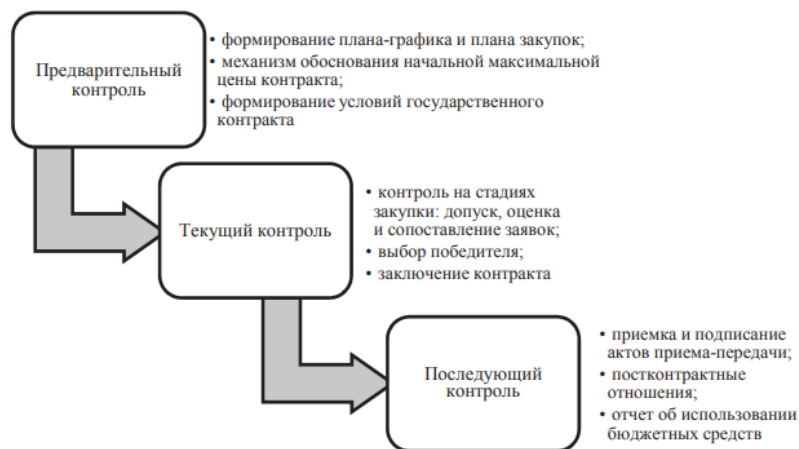 Предварительный
контроль
• формирование плана-графика и плана закупок;
• механизм обоснования начальной максимальной
цены контракта;
• формирование условий государственного
контракта
Текущий контроль
• контроль на стадиях
закупки: допуск, оценка
и сопоставление заявок;
• выбор победителя;
• заключение контракта
Последующий
контроль
• приемка и подписание
актов приема-передачи;
• постконтрактные
отношения;
• отчет об использовании
бюджетных средств